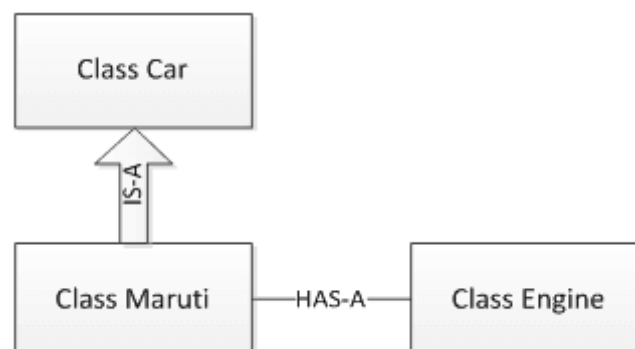 Class Car
IS-A
Class Maruti
HAS-A
Class Engine